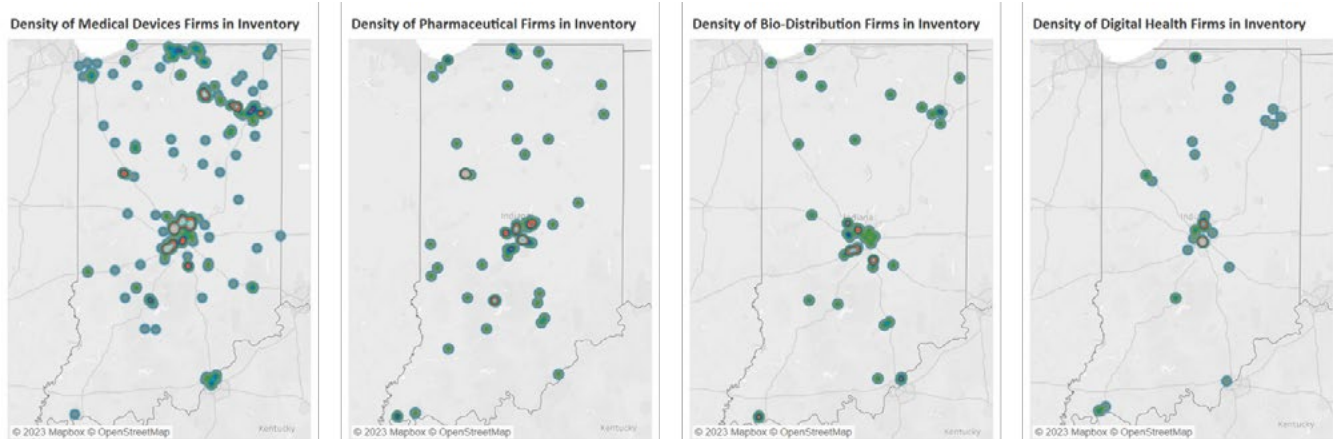 Density of Medical Devices Firms in Inventory
Density of Pharmaceutical Firms in Inventory
Density of Bio-Distribution Firms in Inventory
Density of Digital Health Firms in Inventory
Indiana
© 2023 Mapbox © OpenStreetMap
Kentucky
© 2023 Mapbox © OpenStreetMap
Kentucky
© 2023 Mapbox © OpenStreetMap
Kentucky
© 2023 Mapbox © OpenStreetMap
Kentucky